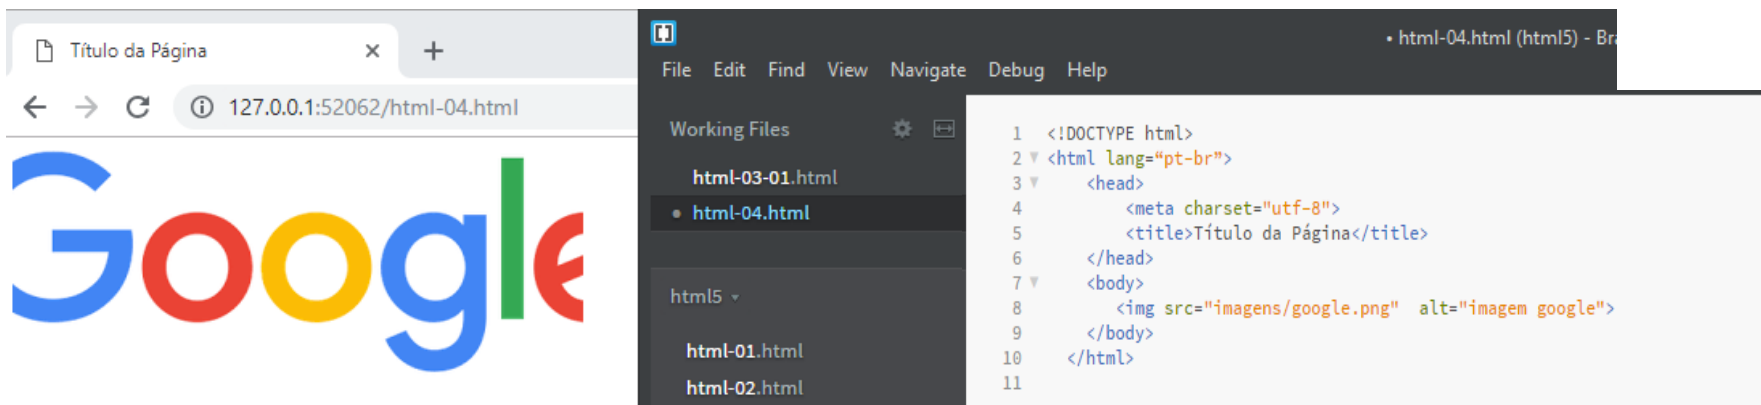 Título da Página
127.0.0.1:52062/html-04.html
Google
• html-04.html (html5) - Bra
File Edit Find View Navigate Debug Help
Working Files
html-03-01.html
html-04.html
html5
html-01.html
html-02.html
1 <!DOCTYPE html>
2 <html lang=“pt-br”>
3 <head>
4 <meta charset="utf-8">
5 <title>Título da Página</title>
6 </head>
7 <body>
8 <img src="imagens/google.png" alt="imagem google">
9 </body>
10 </html>
11